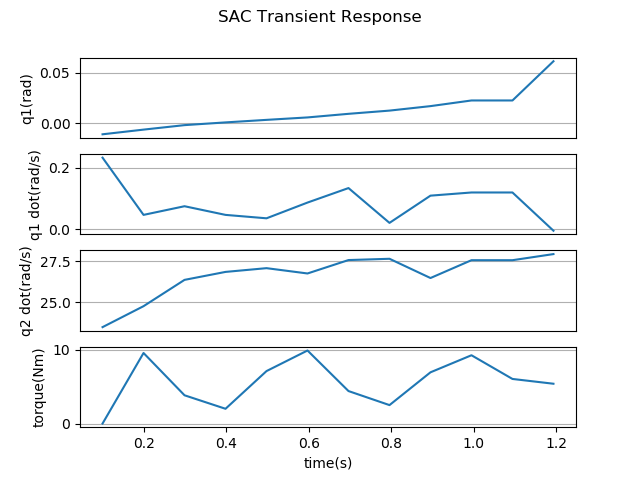 SAC Transient Response
q1(rad)
0.05
0.00
q1 dot(rad/s)
0.2
0.0
q2 dot(rad/s)
27.5
25.0
torque(Nm)
10
0
0.2 0.4 0.6 0.8 1.0 1.2
time(s)